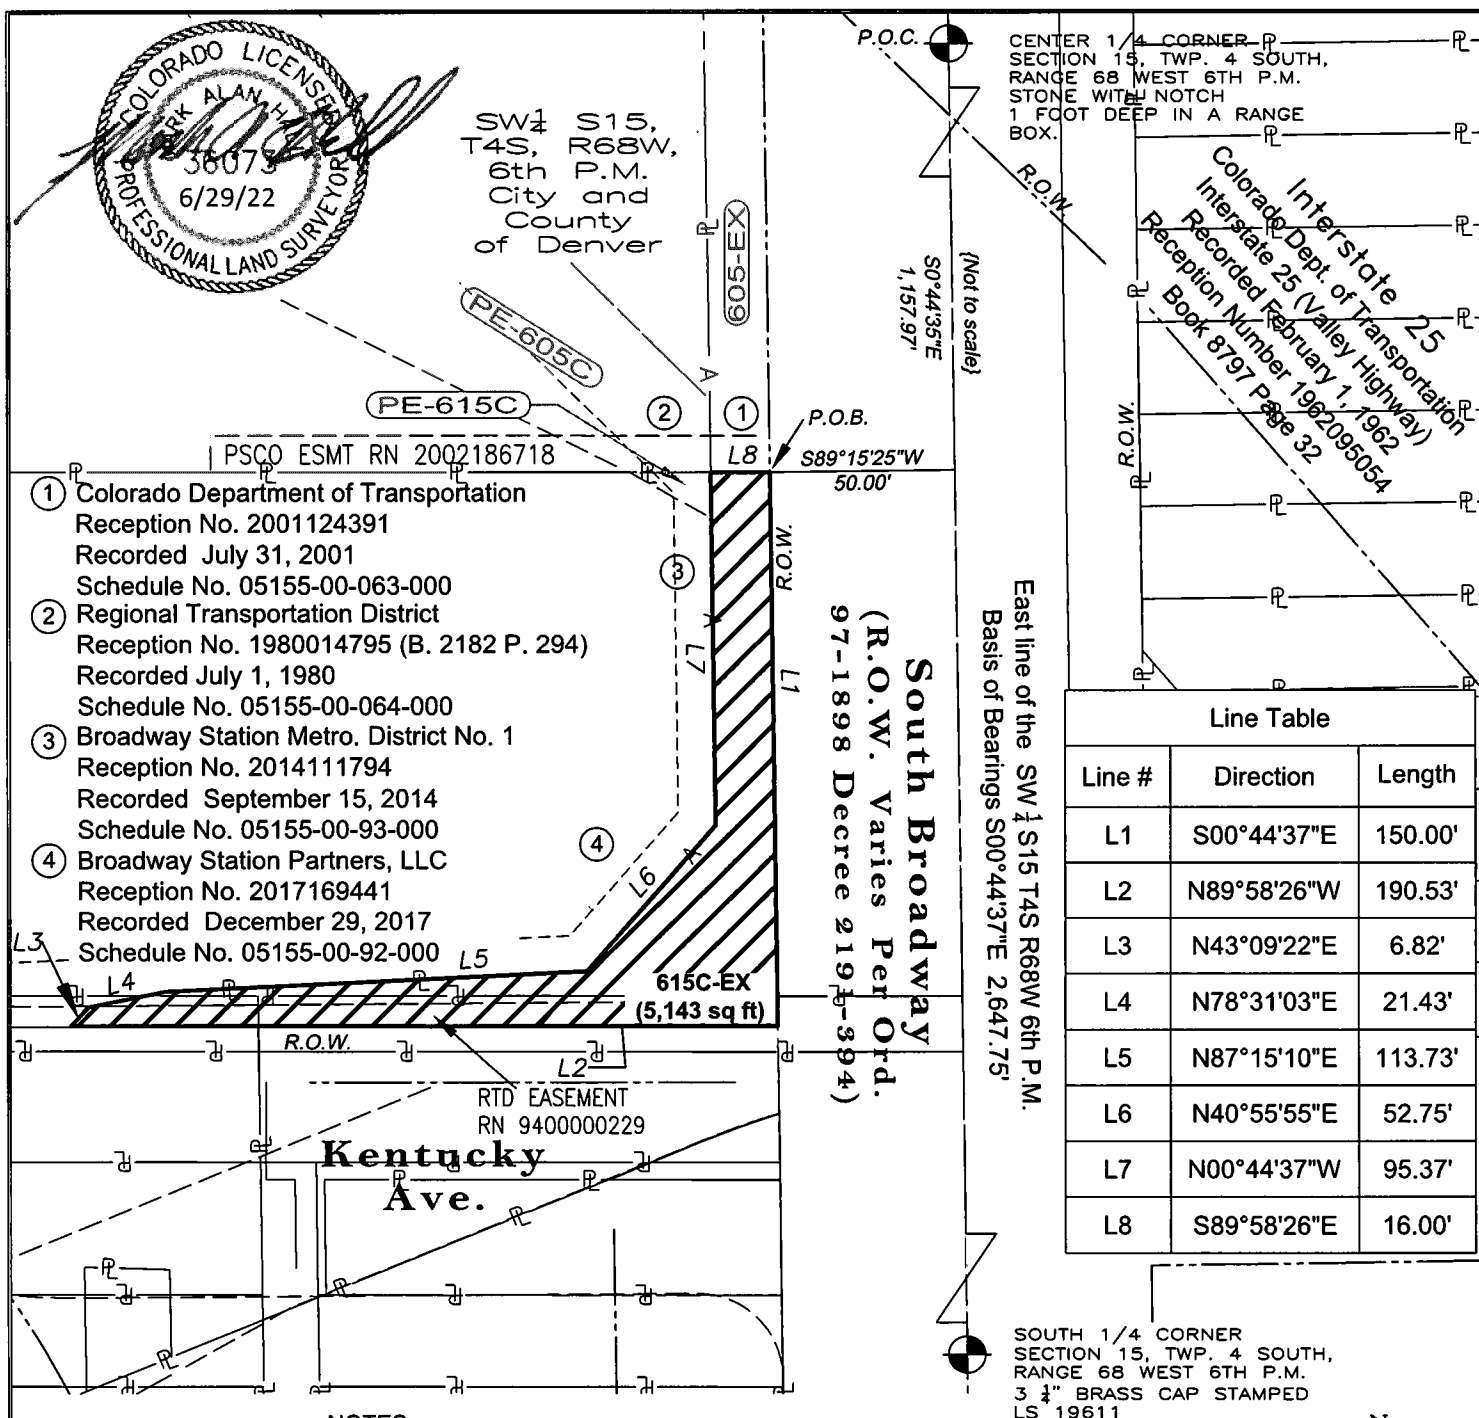 COLORADO LICENSED
PROFESSIONAL LAND SURVEYOR
6/29/22
SW¼ S15,
T4S, R68W,
6th P.M.
City and
County
of Denver
605-EX
PE-605C
PE-615C
2
1
PSCO ESMT RN 2002186718
L8
P.O.B.
S89°15'25"W
50.00'
P.O.C.
CENTER 1/4 CORNER
SECTION 15, TWP. 4 SOUTH,
RANGE 68 WEST 6TH P.M.
STONE WITH NOTCH
1 FOOT DEEP IN A RANGE
BOX.
R.O.W.
{Not to scale}
S0°44'35"E
1,157.97'
Interstate 25
Colorado Dept. of Transportation
Interstate 25 (Valley Highway)
Recorded February 1, 1962
Reception Number 1962095054
Book 8797 Page 32
R.O.W.
1 Colorado Department of Transportation
Reception No. 2001124391
Recorded July 31, 2001
Schedule No. 05155-00-063-000
2 Regional Transportation District
Reception No. 1980014795 (B. 2182 P. 294)
Recorded July 1, 1980
Schedule No. 05155-00-064-000
3 Broadway Station Metro. District No. 1
Reception No. 2014111794
Recorded September 15, 2014
Schedule No. 05155-00-93-000
4 Broadway Station Partners, LLC
Reception No. 2017169441
Recorded December 29, 2017
Schedule No. 05155-00-92-000
3
4
R.O.W.
L1
L7
L6
L5
L4
L3
615C-EX
(5,143 sq ft)
R.O.W.
L2
RTD EASEMENT
RN 9400000229
Kentucky
Ave.
South Broadway
(R.O.W. Varies Per Ord.
97-1898 Decree 2191-394)
East line of the SW ¼ S15 T4S R68W 6th P.M.
Basis of Bearings S00°44'37"E 2,647.75'
Line Table
Line # Direction Length
L1 S00°44'37"E 150.00'
L2 N89°58'26"W 190.53'
L3 N43°09'22"E 6.82'
L4 N78°31'03"E 21.43'
L5 N87°15'10"E 113.73'
L6 N40°55'55"E 52.75'
L7 N00°44'37"W 95.37'
L8 S89°58'26"E 16.00'
SOUTH 1/4 CORNER
SECTION 15, TWP. 4 SOUTH,
RANGE 68 WEST 6TH P.M.
3 ¼" BRASS CAP STAMPED
LS 19611